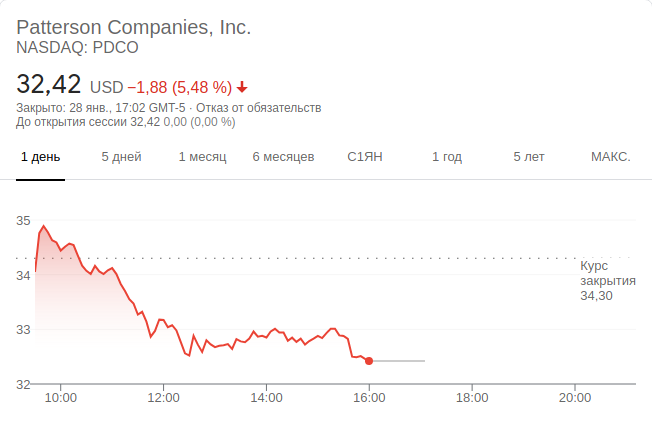 Patterson Companies, Inc.
NASDAQ: PDCO
32,42 USD −1,88 (5,48 %)
Закрыто: 28 янв., 17:02 GMT-5 · Отказ от обязательств
До открытия сессии 32,42 0,00 (0,00 %)
1 день 5 дней 1 месяц 6 месяцев С1ЯН 1 год 5 лет МАКС.
35
Курс
закрытия
34,30
34
33
32
10:00 12:00 14:00 16:00 18:00 20:00